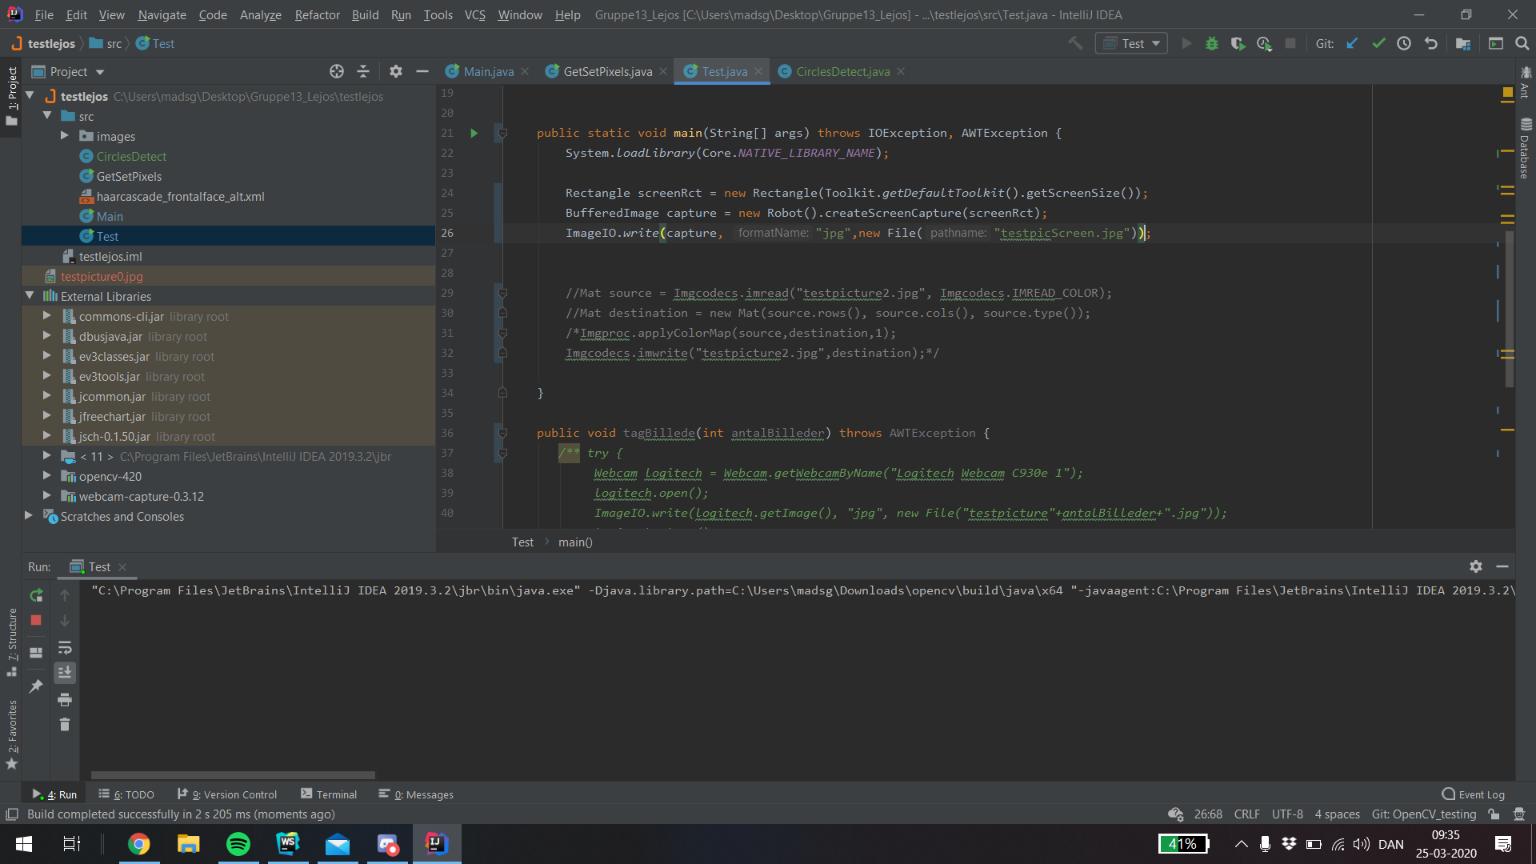 File Edit View Navigate Code Analyze Refactor Build Run Tools VCS Window Help Gruppe13_Lejos [C:\Users\madsg\Desktop\Gruppe13_Lejos] - ...\testlejos\src\Test.java - IntelliJ IDEA
testlejos src Test Test Git:
Project Main.java GetSetPixels.java Test.java CirclesDetect.java
1: Project
Ant
Database
testlejos C:\Users\madsg\Desktop\Gruppe13_Lejos\testlejos
src
images
CirclesDetect
GetSetPixels
haarcascade_frontalface_alt.xml
Main
Test
testlejos.iml
testpicture0.jpg
External Libraries
commons-cli.jar library root
dbusjava.jar library root
ev3classes.jar library root
ev3tools.jar library root
jcommon.jar library root
jfreechart.jar library root
jsch-0.1.50.jar library root
< 11 > C:\Program Files\JetBrains\IntelliJ IDEA 2019.3.2\jbr
opencv-420
webcam-capture-0.3.12
Scratches and Consoles
19
20
21 public static void main(String[] args) throws IOException, AWTException {
22 System.loadLibrary(Core.NATIVE_LIBRARY_NAME);
23
24 Rectangle screenRct = new Rectangle(Toolkit.getDefaultToolkit().getScreenSize());
25 BufferedImage capture = new Robot().createScreenCapture(screenRct);
26 ImageIO.write(capture, formatName: "jpg",new File( pathname: "testpicScreen.jpg"));
27
28
29 //Mat source = Imgcodecs.imread("testpicture2.jpg", Imgcodecs.IMREAD_COLOR);
30 //Mat destination = new Mat(source.rows(), source.cols(), source.type());
31 /*Imgproc.applyColorMap(source,destination,1);
32 Imgcodecs.imwrite("testpicture2.jpg",destination);*/
33
34 }
35
36 public void tagBillede(int antalBilleder) throws AWTException {
37 /** try {
38 Webcam logitech = Webcam.getWebcamByName("Logitech Webcam C930e 1");
39 logitech.open();
40 ImageIO.write(logitech.getImage(), "jpg", new File("testpicture"+antalBilleder+".jpg"));
Test main()
Run: Test
"C:\Program Files\JetBrains\IntelliJ IDEA 2019.3.2\jbr\bin\java.exe" -Djava.library.path=C:\Users\madsg\Downloads\opencv\build\java\x64 "-javaagent:C:\Program Files\JetBrains\IntelliJ IDEA 2019.3.2\
7: Structure
2: Favorites
4: Run 6: TODO 9: Version Control Terminal 0: Messages Event Log
Build completed successfully in 2 s 205 ms (moments ago) 26:68 CRLF UTF-8 4 spaces Git: OpenCV_testing
41% DAN 09:35
25-03-2020